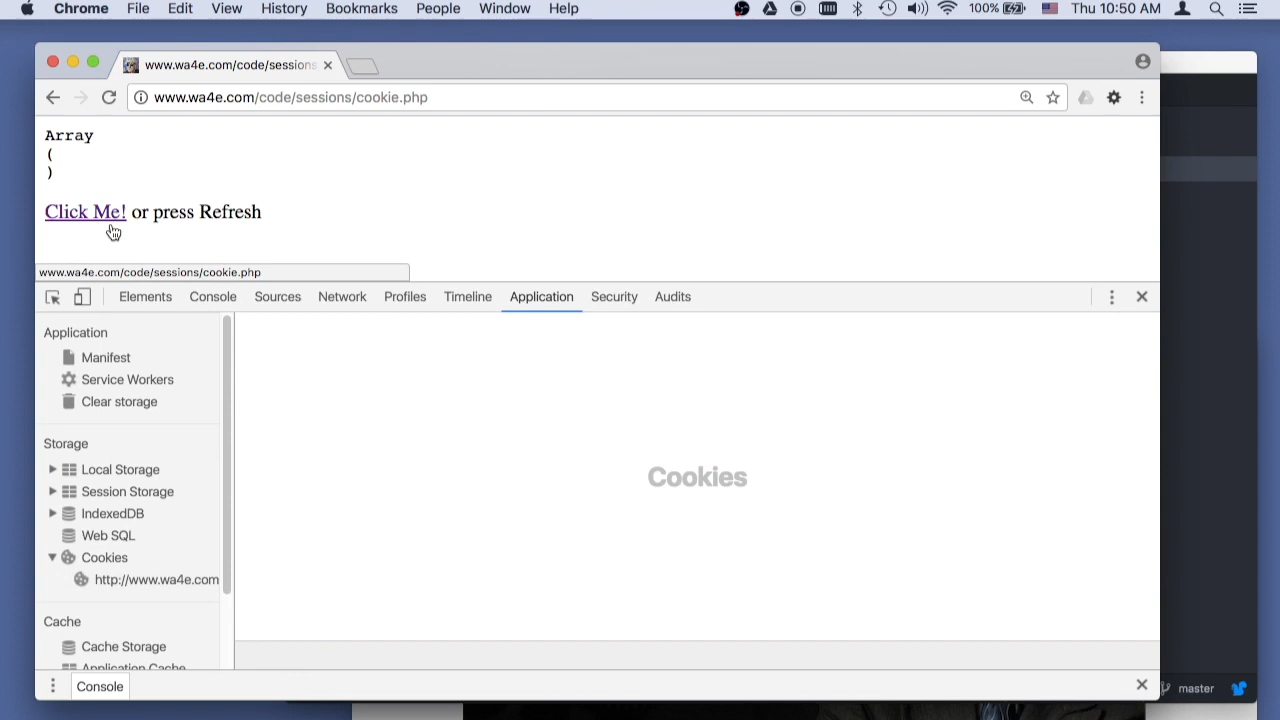 Chrome File Edit View History Bookmarks People Window Help 100% Thu 10:50 AM
www.wa4e.com/code/sessions
www.wa4e.com/code/sessions/cookie.php
Array
(
)
Click Me! or press Refresh
www.wa4e.com/code/sessions/cookie.php
Elements Console Sources Network Profiles Timeline Application Security Audits
Application
Manifest
Service Workers
Clear storage
Storage
Local Storage
Session Storage
IndexedDB
Web SQL
Cookies
http://www.wa4e.com
Cache
Cache Storage
Application Cache
Cookies
Console
master